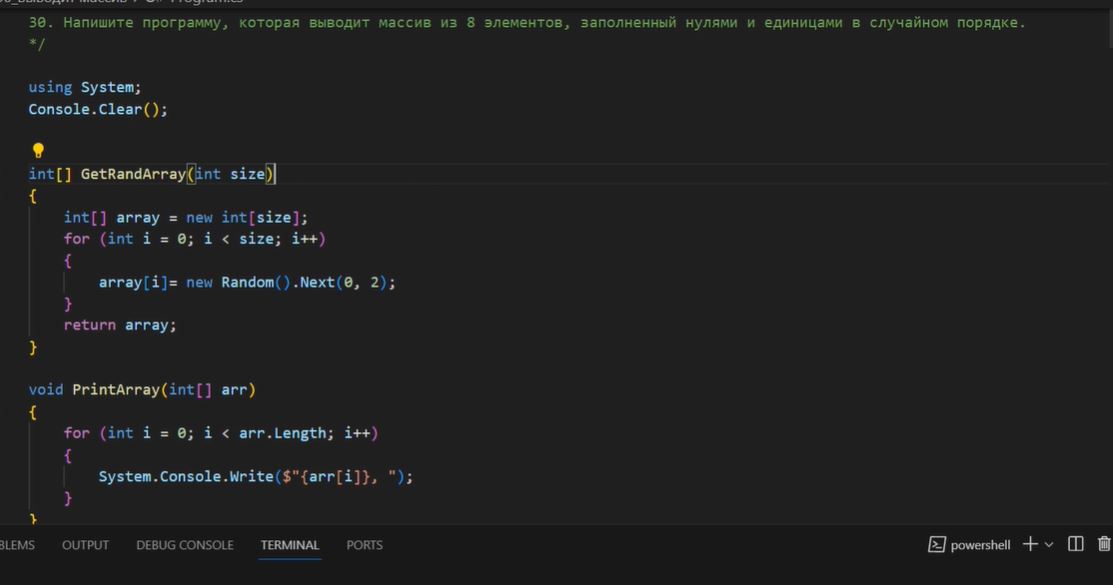 30. Напишите программу, которая выводит массив из 8 элементов, заполненный нулями и единицами в случайном порядке.
*/
using System;
Console.Clear();
int[] GetRandArray(int size)
{
int[] array = new int[size];
for (int i = 0; i < size; i++)
{
array[i]= new Random().Next(0, 2);
}
return array;
}
void PrintArray(int[] arr)
{
for (int i = 0; i < arr.Length; i++)
{
System.Console.Write($"{arr[i]}, ");
}
}
BLEMS OUTPUT DEBUG CONSOLE TERMINAL PORTS powershell